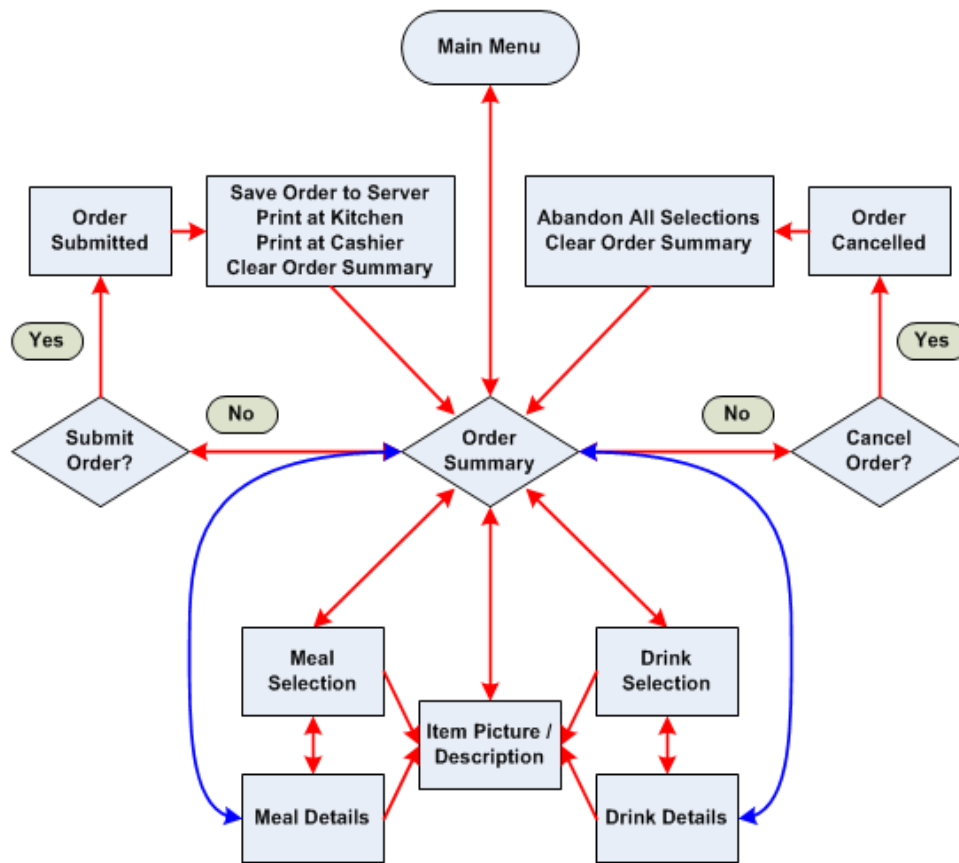 Main Menu
Order
Submitted
Save Order to Server
Print at Kitchen
Print at Cashier
Clear Order Summary
Abandon All Selections
Clear Order Summary
Order
Cancelled
Yes
Yes
No
No
Submit
Order?
Order
Summary
Cancel
Order?
Meal
Selection
Drink
Selection
Item Picture /
Description
Meal Details
Drink Details